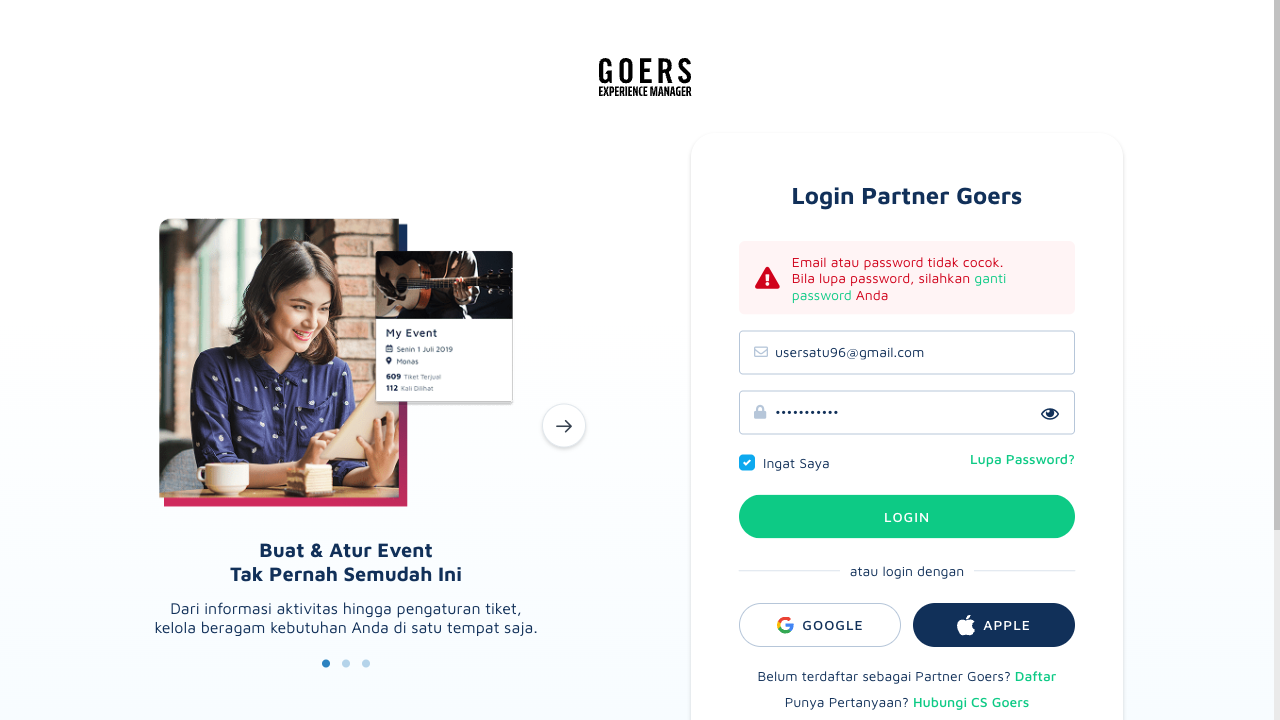 GOERS
EXPERIENCE MANAGER
My Event
Senin 1 Juli 2019
Monas
609 Tiket Terjual
112 Kali Dilihat
Buat & Atur Event
Tak Pernah Semudah Ini
Dari informasi aktivitas hingga pengaturan tiket,
kelola beragam kebutuhan Anda di satu tempat saja.
Login Partner Goers
Email atau password tidak cocok.
Bila lupa password, silahkan ganti
password Anda
usersatu96@gmail.com
•••••••••••
Ingat Saya
Lupa Password?
LOGIN
atau login dengan
GOOGLE
APPLE
Belum terdaftar sebagai Partner Goers? Daftar
Punya Pertanyaan? Hubungi CS Goers